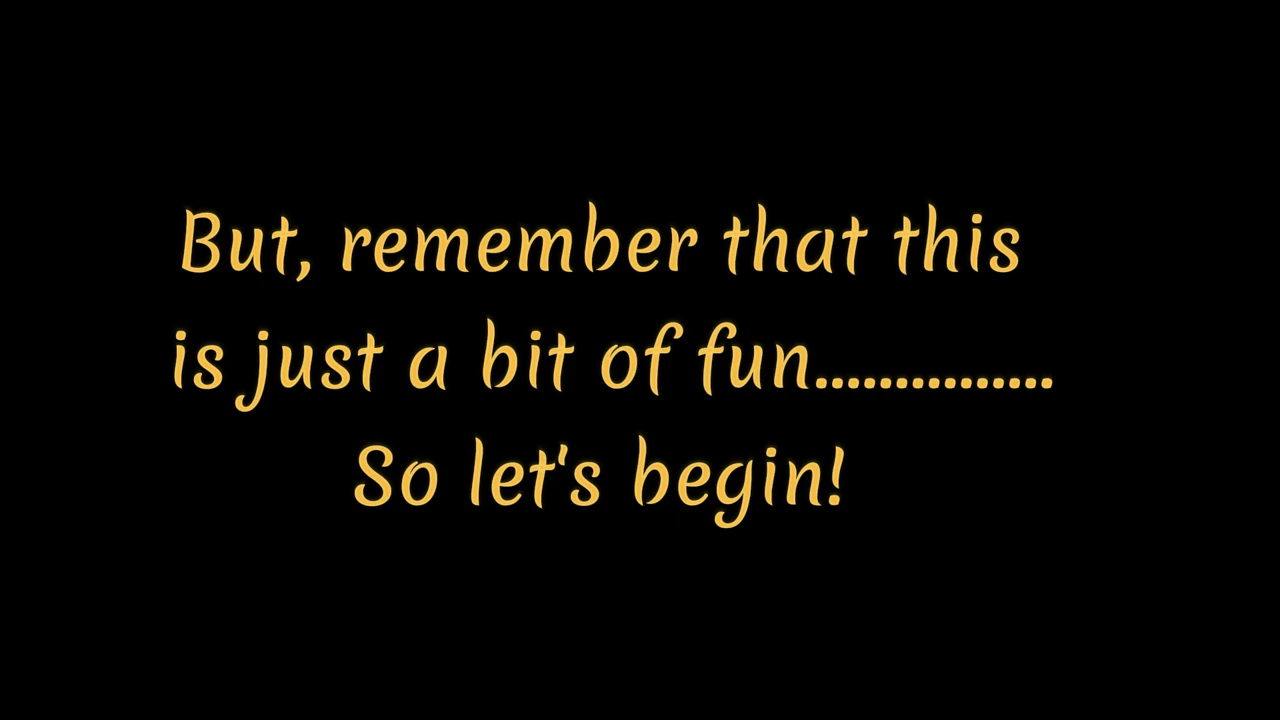 But, remember that this
is just a bit of fun...............
So let's begin!